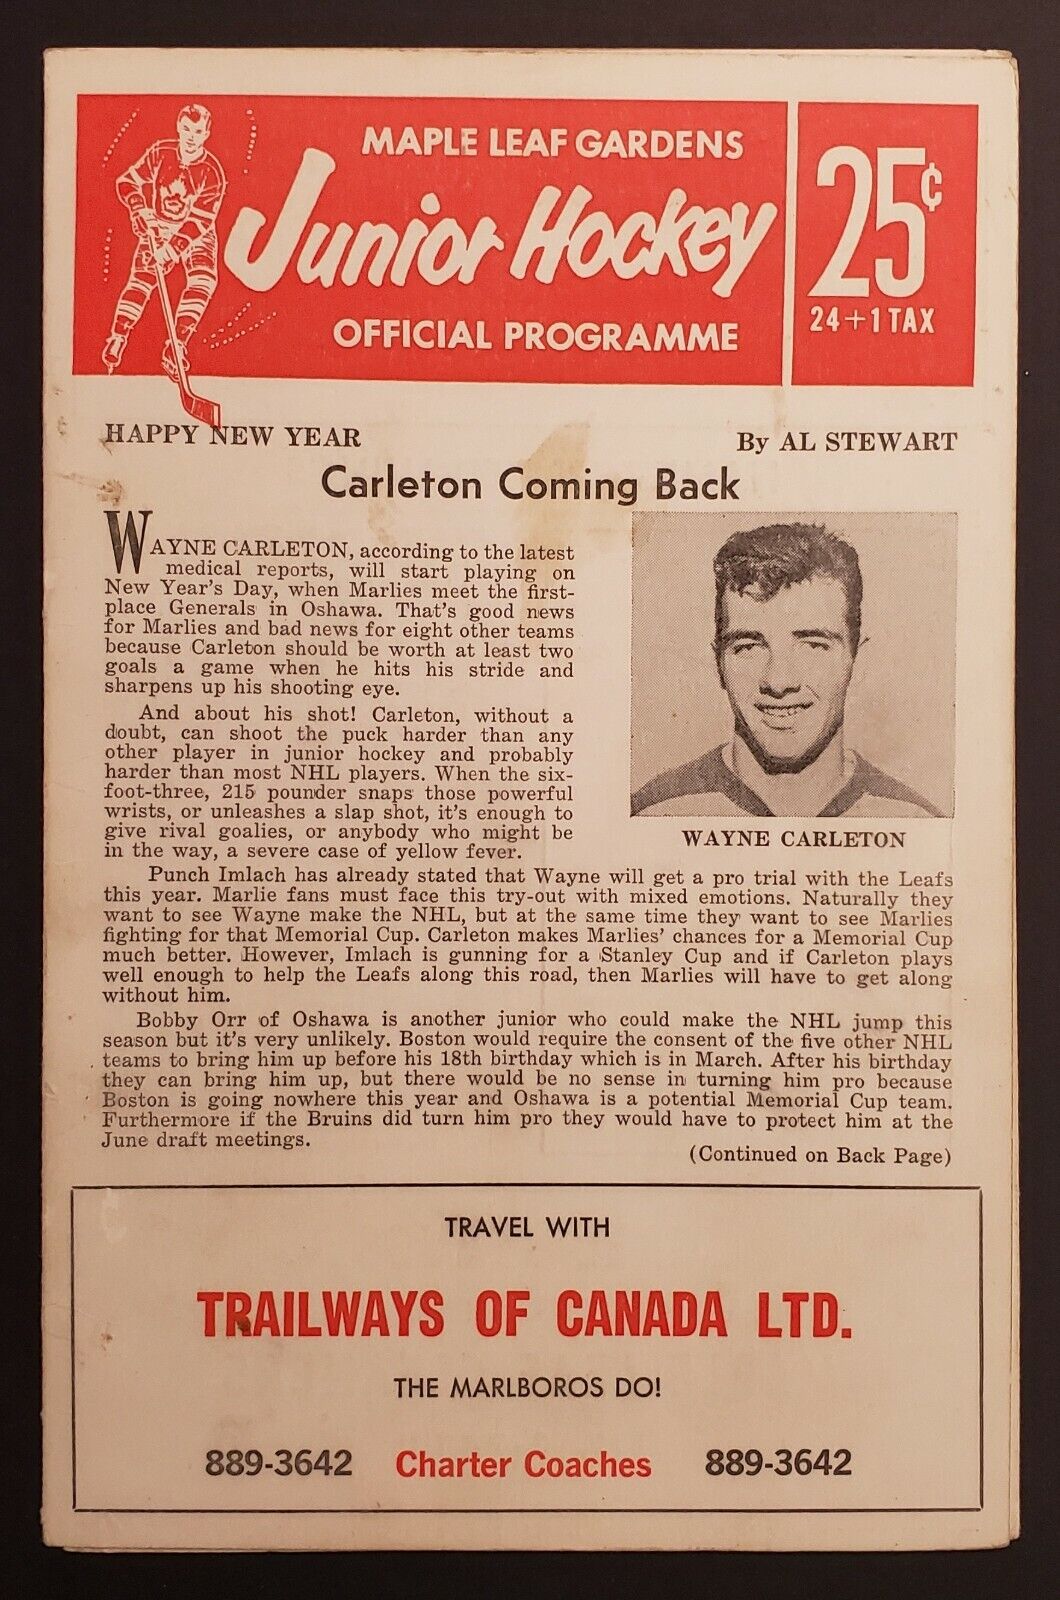 MAPLE LEAF GARDENS
Junior Hockey
OFFICIAL PROGRAMME
25¢
24+1 TAX
HAPPY NEW YEAR
By AL STEWART
Carleton Coming Back
WAYNE CARLETON, according to the latest
medical reports, will start playing on
New Year's Day, when Marlies meet the first-
place Generals in Oshawa. That's good news
for Marlies and bad news for eight other teams
because Carleton should be worth at least two
goals a game when he hits his stride and
sharpens up his shooting eye.
And about his shot! Carleton, without a
doubt, can shoot the puck harder than any
other player in junior hockey and probably
harder than most NHL players. When the six-
foot-three, 215 pounder snaps those powerful
wrists, or unleashes a slap shot, it's enough to
give rival goalies, or anybody who might be
in the way, a severe case of yellow fever.
WAYNE CARLETON
Punch Imlach has already stated that Wayne will get a pro trial with the Leafs
this year. Marlie fans must face this try-out with mixed emotions. Naturally they
want to see Wayne make the NHL, but at the same time they want to see Marlies
fighting for that Memorial Cup. Carleton makes Marlies' chances for a Memorial Cup
much better. However, Imlach is gunning for a Stanley Cup and if Carleton plays
well enough to help the Leafs along this road, then Marlies will have to get along
without him.
Bobby Orr of Oshawa is another junior who could make the NHL jump this
season but it's very unlikely. Boston would require the consent of the five other NHL
teams to bring him up before his 18th birthday which is in March. After his birthday
they can bring him up, but there would be no sense in turning him pro because
Boston is going nowhere this year and Oshawa is a potential Memorial Cup team.
Furthermore if the Bruins did turn him pro they would have to protect him at the
June draft meetings.
(Continued on Back Page)
TRAVEL WITH
TRAILWAYS OF CANADA LTD.
THE MARLBOROS DO!
889-3642 Charter Coaches 889-3642